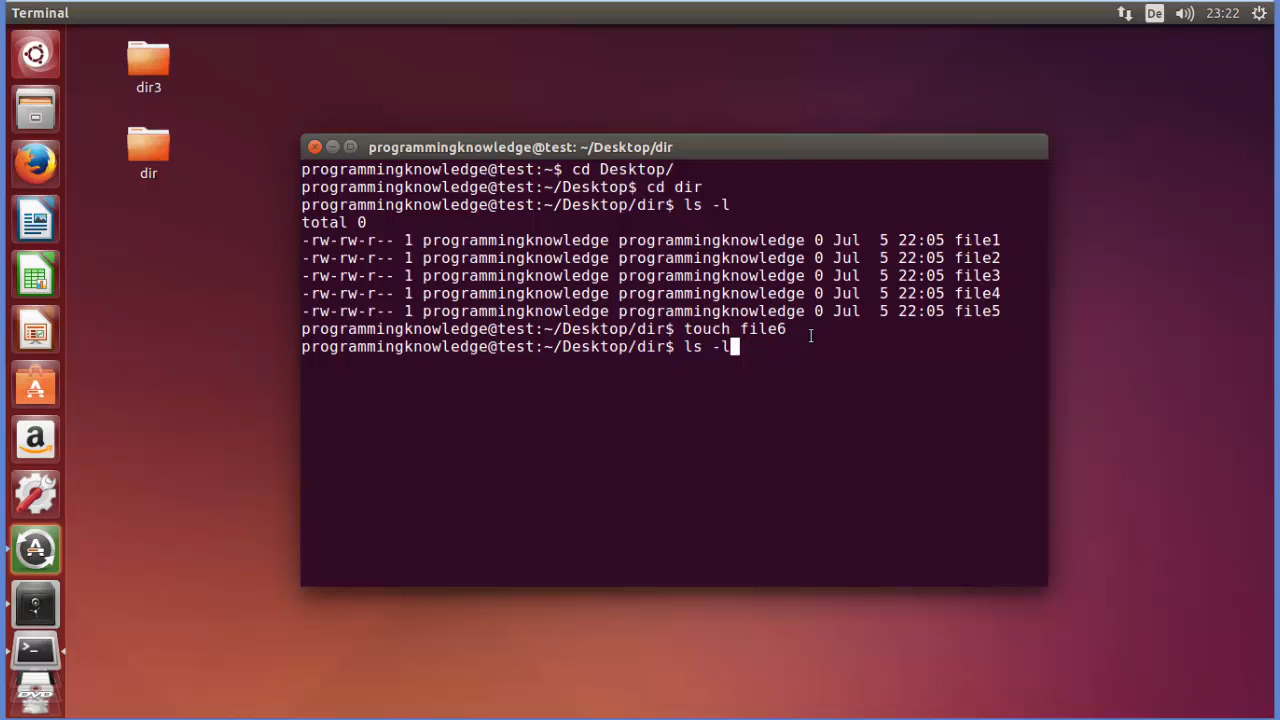 Terminal
De
23:22
dir3
dir
programmingknowledge@test: ~/Desktop/dir
programmingknowledge@test:~$ cd Desktop/
programmingknowledge@test:~/Desktop$ cd dir
programmingknowledge@test:~/Desktop/dir$ ls -l
total 0
-rw-rw-r-- 1 programmingknowledge programmingknowledge 0 Jul  5 22:05 file1
-rw-rw-r-- 1 programmingknowledge programmingknowledge 0 Jul  5 22:05 file2
-rw-rw-r-- 1 programmingknowledge programmingknowledge 0 Jul  5 22:05 file3
-rw-rw-r-- 1 programmingknowledge programmingknowledge 0 Jul  5 22:05 file4
-rw-rw-r-- 1 programmingknowledge programmingknowledge 0 Jul  5 22:05 file5
programmingknowledge@test:~/Desktop/dir$ touch file6
programmingknowledge@test:~/Desktop/dir$ ls -l
a
>_
DVD